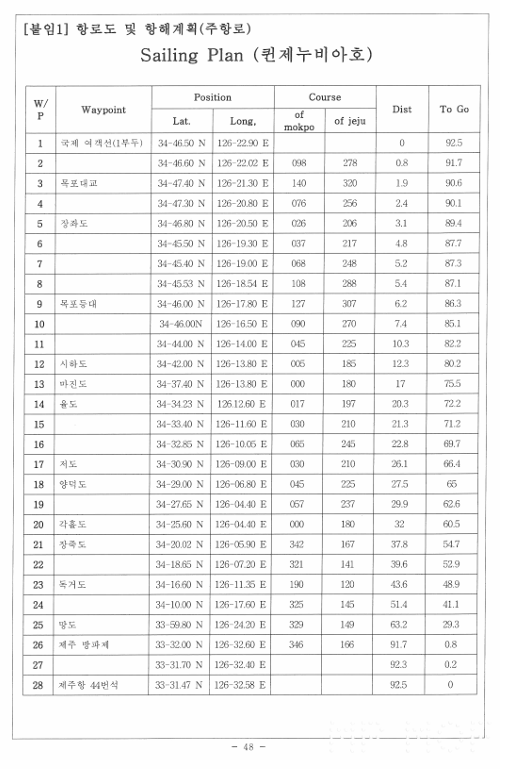 [붙임1] 항로도 및 항해계획(주항로)
Sailing Plan (퀸제누비아호)
W/P Waypoint Position Course Dist To Go
Lat. Long, of mokpo of jeju
1 국제 여객선(1부두) 34-46.50 N 126-22.90 E 0 92.5
2 34-46.60 N 126-22.02 E 098 278 0.8 91.7
3 목포대교 34-47.40 N 126-21.30 E 140 320 1.9 90.6
4 34-47.30 N 126-20.80 E 076 256 2.4 90.1
5 장좌도 34-46.80 N 126-20.50 E 026 206 3.1 89.4
6 34-45.50 N 126-19.30 E 037 217 4.8 87.7
7 34-45.40 N 126-19.00 E 068 248 5.2 87.3
8 34-45.53 N 126-18.54 E 108 288 5.4 87.1
9 목포등대 34-46.00 N 126-17.80 E 127 307 6.2 86.3
10 34-46.00N 126-16.50 E 090 270 7.4 85.1
11 34-44.00 N 126-14.00 E 045 225 10.3 82.2
12 시하도 34-42.00 N 126-13.80 E 005 185 12.3 80.2
13 마진도 34-37.40 N 126-13.80 E 000 180 17 75.5
14 율도 34-34.23 N 126.12.60 E 017 197 20.3 72.2
15 34-33.40 N 126-11.60 E 030 210 21.3 71.2
16 34-32.85 N 126-10.05 E 065 245 22.8 69.7
17 저도 34-30.90 N 126-09.00 E 030 210 26.1 66.4
18 양덕도 34-29.00 N 126-06.80 E 045 225 27.5 65
19 34-27.65 N 126-04.40 E 057 237 29.9 62.6
20 각흘도 34-25.60 N 126-04.40 E 000 180 32 60.5
21 장죽도 34-20.02 N 126-05.90 E 342 167 37.8 54.7
22 34-18.65 N 126-07.20 E 321 141 39.6 52.9
23 독거도 34-16.60 N 126-11.35 E 190 120 43.6 48.9
24 34-10.00 N 126-17.60 E 325 145 51.4 41.1
25 망도 33-59.80 N 126-24.20 E 329 149 63.2 29.3
26 제주 방파제 33-32.00 N 126-32.60 E 346 166 91.7 0.8
27 33-31.70 N 126-32.40 E 92.3 0.2
28 제주항 44번석 33-31.47 N 126-32.58 E 92.5 0
- 48 -